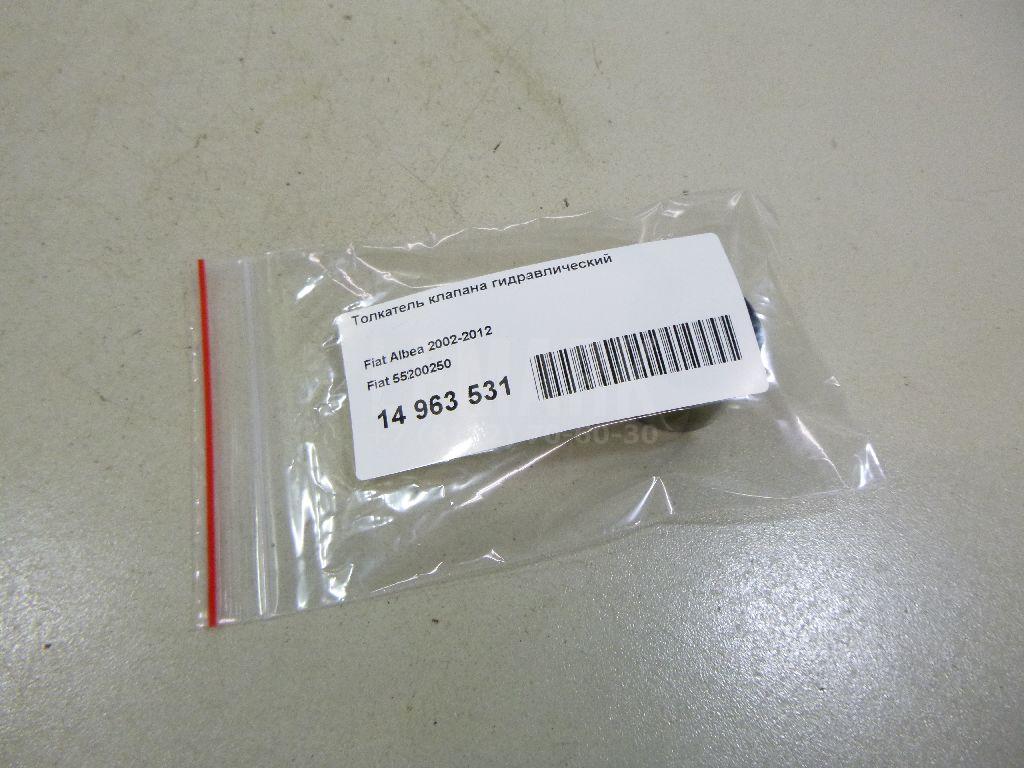 Толкатель клапана гидравлический
Fiat Albea 2002-2012
Fiat 55200250
14 963 531